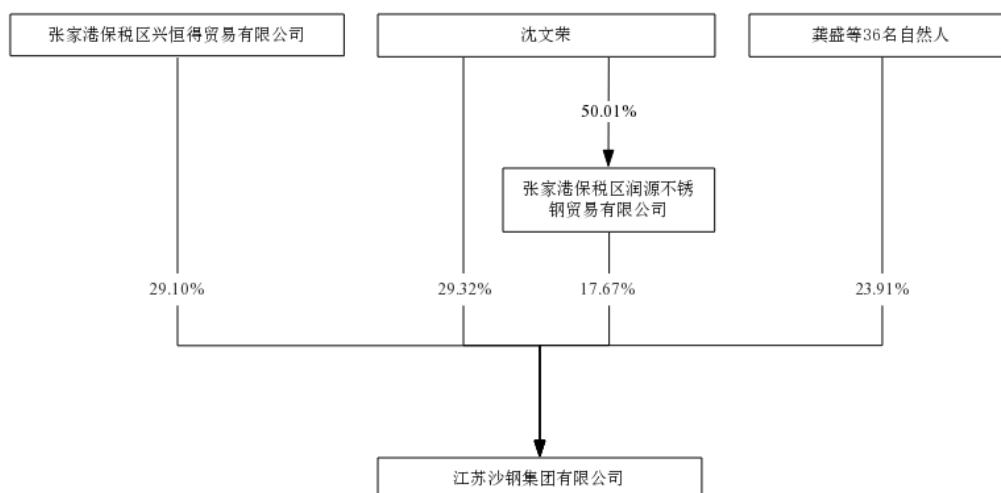 张家港保税区兴恒得贸易有限公司
沈文荣
龚盛等36名自然人
50.01%
张家港保税区润源不锈
钢贸易有限公司
29.10%
29.32%
17.67%
23.91%
江苏沙钢集团有限公司